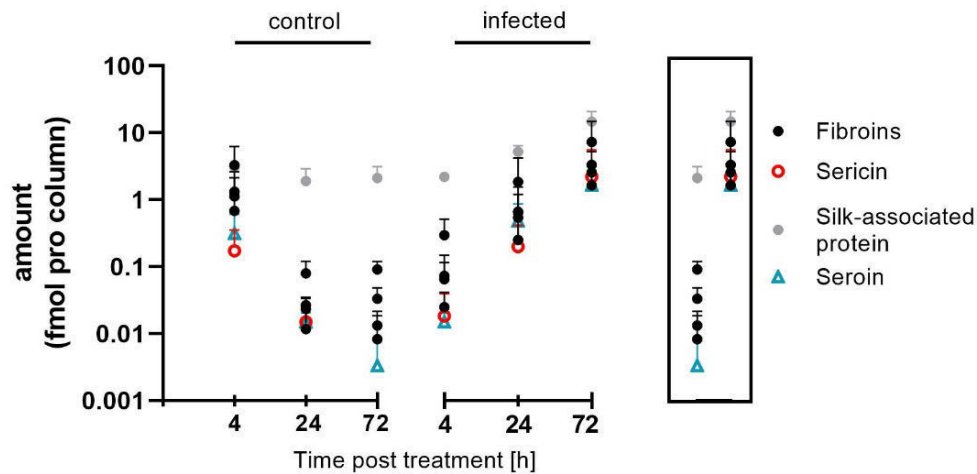 control infected
amount
(fmol pro column)
100
10
1
0.1
0.01
0.001
4 24 72 4 24 72
Time post treatment [h]
Fibroins
Sericin
Silk-associated
protein
Seroin